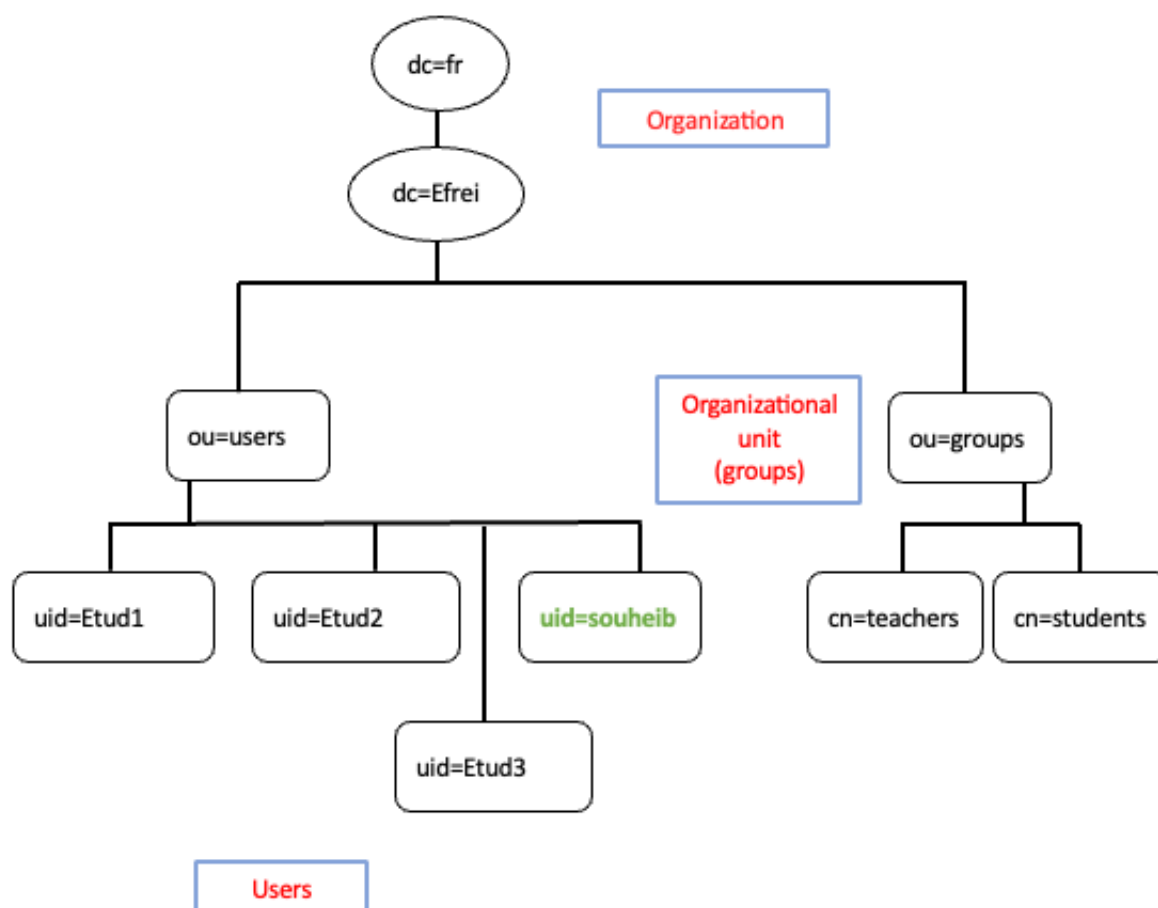 dc=fr
Organization
dc=Efrei
ou=users
Organizational
unit
(groups)
ou=groups
uid=Etud1
uid=Etud2
uid=souheib
cn=teachers
cn=students
uid=Etud3
Users